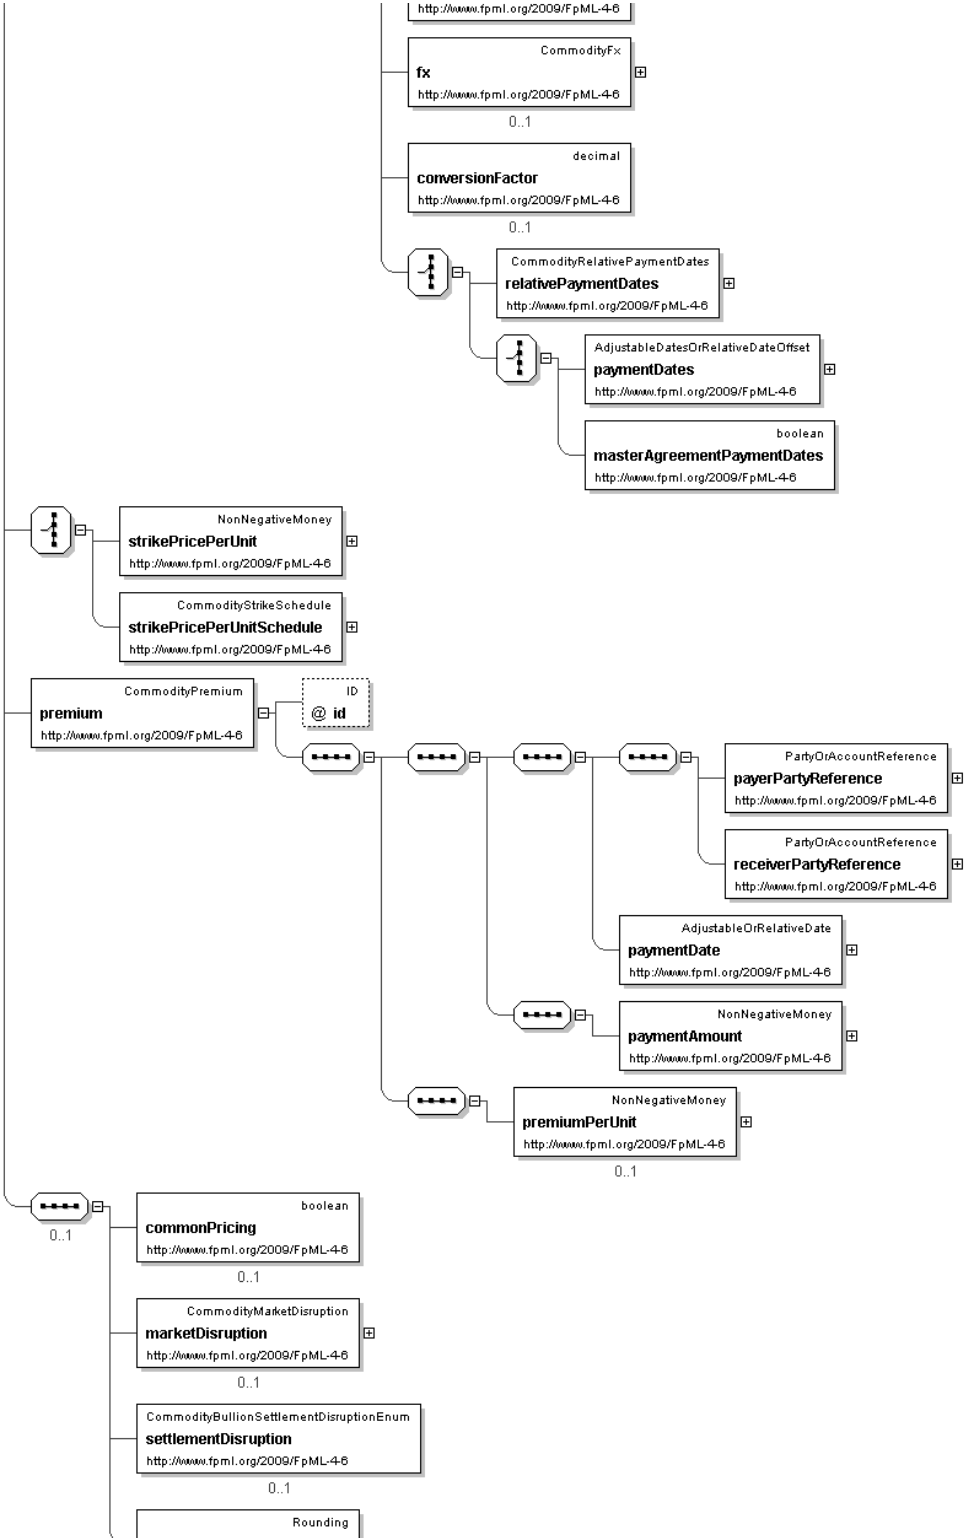 http://www.fpml.org/2009/FpML-4-6
CommodityFx
fx
http://www.fpml.org/2009/FpML-4-6
0..1
decimal
conversionFactor
http://www.fpml.org/2009/FpML-4-6
0..1
CommodityRelativePaymentDates
relativePaymentDates
http://www.fpml.org/2009/FpML-4-6
AdjustableDatesOrRelativeDateOffset
paymentDates
http://www.fpml.org/2009/FpML-4-6
boolean
masterAgreementPaymentDates
http://www.fpml.org/2009/FpML-4-6
NonNegativeMoney
strikePricePerUnit
http://www.fpml.org/2009/FpML-4-6
CommodityStrikeSchedule
strikePricePerUnitSchedule
http://www.fpml.org/2009/FpML-4-6
CommodityPremium
premium
http://www.fpml.org/2009/FpML-4-6
ID
@ id
PartyOrAccountReference
payerPartyReference
http://www.fpml.org/2009/FpML-4-6
PartyOrAccountReference
receiverPartyReference
http://www.fpml.org/2009/FpML-4-6
AdjustableOrRelativeDate
paymentDate
http://www.fpml.org/2009/FpML-4-6
NonNegativeMoney
paymentAmount
http://www.fpml.org/2009/FpML-4-6
NonNegativeMoney
premiumPerUnit
http://www.fpml.org/2009/FpML-4-6
0..1
0..1
boolean
commonPricing
http://www.fpml.org/2009/FpML-4-6
0..1
CommodityMarketDisruption
marketDisruption
http://www.fpml.org/2009/FpML-4-6
0..1
CommodityBullionSettlementDisruptionEnum
settlementDisruption
http://www.fpml.org/2009/FpML-4-6
0..1
Rounding